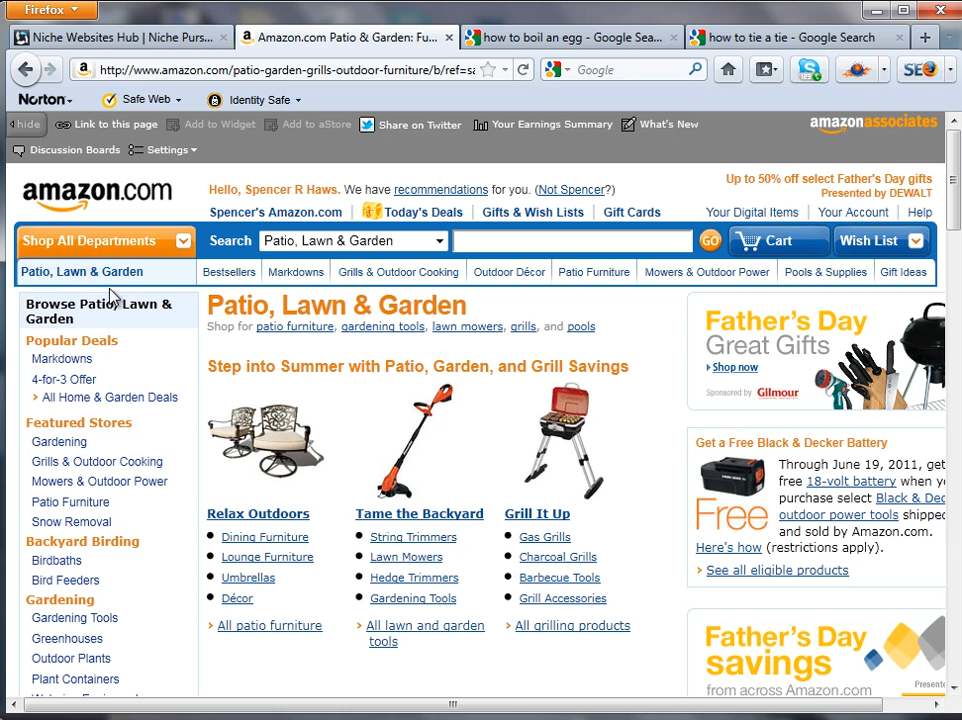 Firefox
Niche Websites Hub | Niche Purs...
Amazon.com Patio & Garden: Fu...
how to boil an egg - Google Sea...
how to tie a tie - Google Search
http://www.amazon.com/patio-garden-grills-outdoor-furniture/b/ref=sa
Google
SEO
Norton
Safe Web
Identity Safe
hide
Link to this page
Add to Widget
Add to aStore
Share on Twitter
Your Earnings Summary
What's New
amazonassociates
Discussion Boards
Settings
amazon.com
Hello, Spencer R Haws. We have recommendations for you. (Not Spencer?)
Up to 50% off select Father's Day gifts
Presented by DEWALT
Spencer's Amazon.com
Today's Deals
Gifts & Wish Lists
Gift Cards
Your Digital Items
Your Account
Help
Shop All Departments
Search
Patio, Lawn & Garden
GO
Cart
Wish List
Patio, Lawn & Garden
Bestsellers
Markdowns
Grills & Outdoor Cooking
Outdoor Décor
Patio Furniture
Mowers & Outdoor Power
Pools & Supplies
Gift Ideas
Browse Patio, Lawn &
Garden
Popular Deals
Markdowns
4-for-3 Offer
All Home & Garden Deals
Featured Stores
Gardening
Grills & Outdoor Cooking
Mowers & Outdoor Power
Patio Furniture
Snow Removal
Backyard Birding
Birdbaths
Bird Feeders
Gardening
Gardening Tools
Greenhouses
Outdoor Plants
Plant Containers
Patio, Lawn & Garden
Shop for patio furniture, gardening tools, lawn mowers, grills, and pools
Step into Summer with Patio, Garden, and Grill Savings
Relax Outdoors
Dining Furniture
Lounge Furniture
Umbrellas
Décor
All patio furniture
Tame the Backyard
String Trimmers
Lawn Mowers
Hedge Trimmers
Gardening Tools
All lawn and garden
tools
Grill It Up
Gas Grills
Charcoal Grills
Barbecue Tools
Grill Accessories
All grilling products
Father's Day
Great Gifts
Shop now
Sponsored by Gilmour
Get a Free Black & Decker Battery
Free
Through June 19, 2011, get
free 18-volt battery when yo
purchase select Black & Dec
outdoor power tools shipped
and sold by Amazon.com.
Here's how (restrictions apply).
See all eligible products
Father's Day
savings
from across Amazon.com
Presente